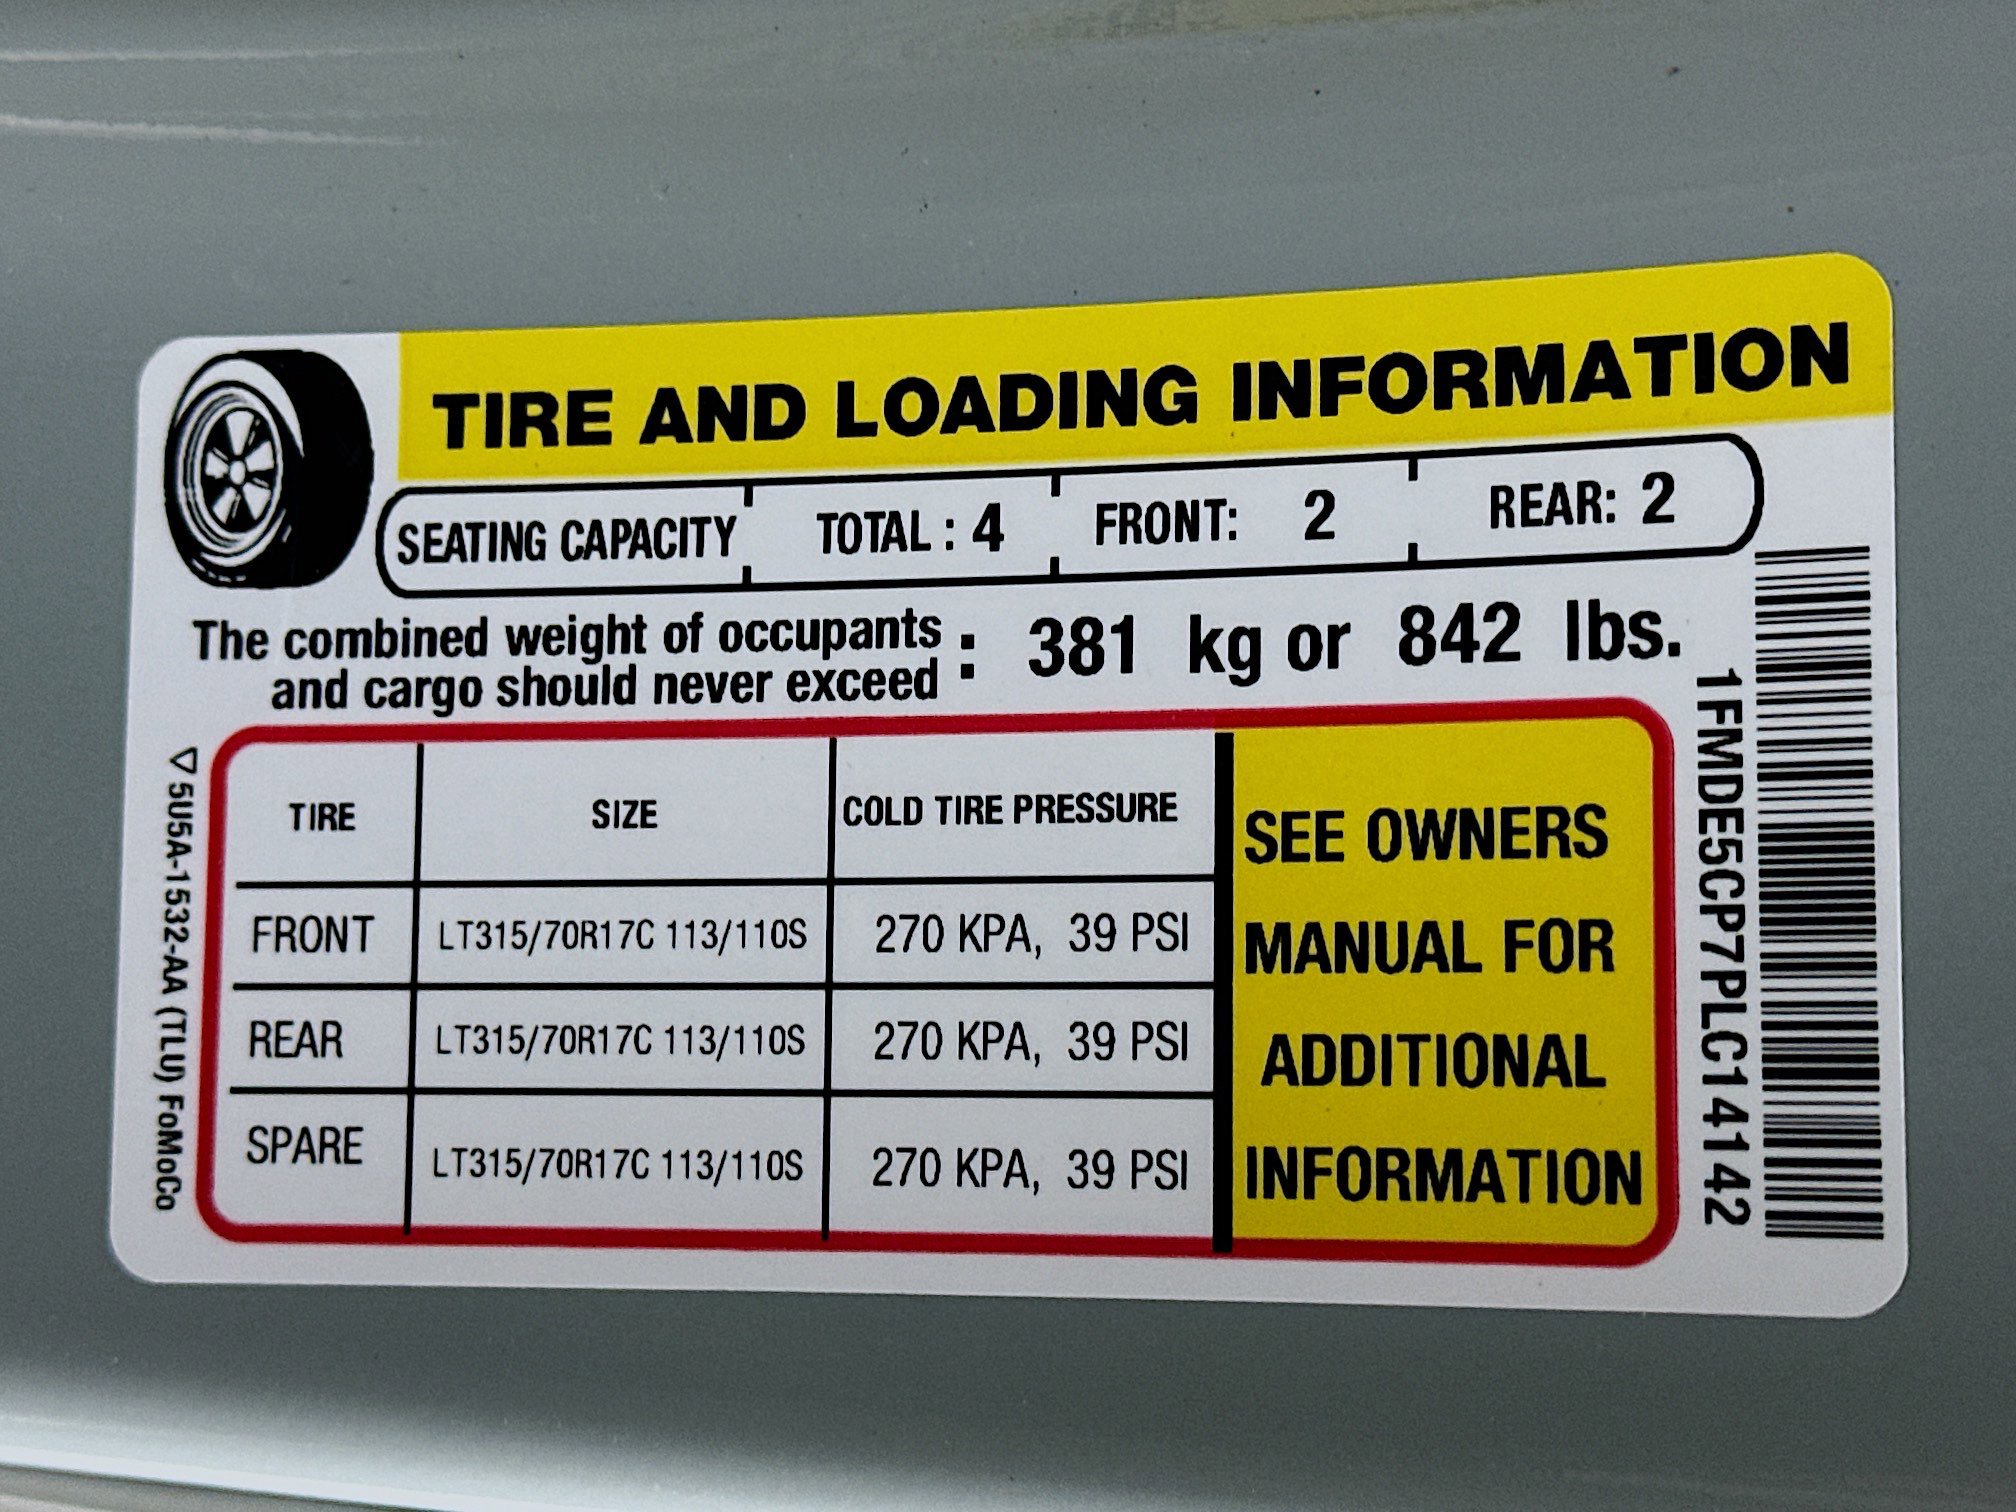 TIRE AND LOADING INFORMATION
SEATING CAPACITY TOTAL : 4 FRONT: 2 REAR: 2
The combined weight of occupants
and cargo should never exceed : 381 kg or 842 lbs.
TIRE SIZE COLD TIRE PRESSURE
FRONT LT315/70R17C 113/110S 270 KPA, 39 PSI
REAR LT315/70R17C 113/110S 270 KPA, 39 PSI
SPARE LT315/70R17C 113/110S 270 KPA, 39 PSI
SEE OWNERS
MANUAL FOR
ADDITIONAL
INFORMATION
5U5A-1532-AA (TLU) FoMoCo
1FMDE5CP7PLC14142